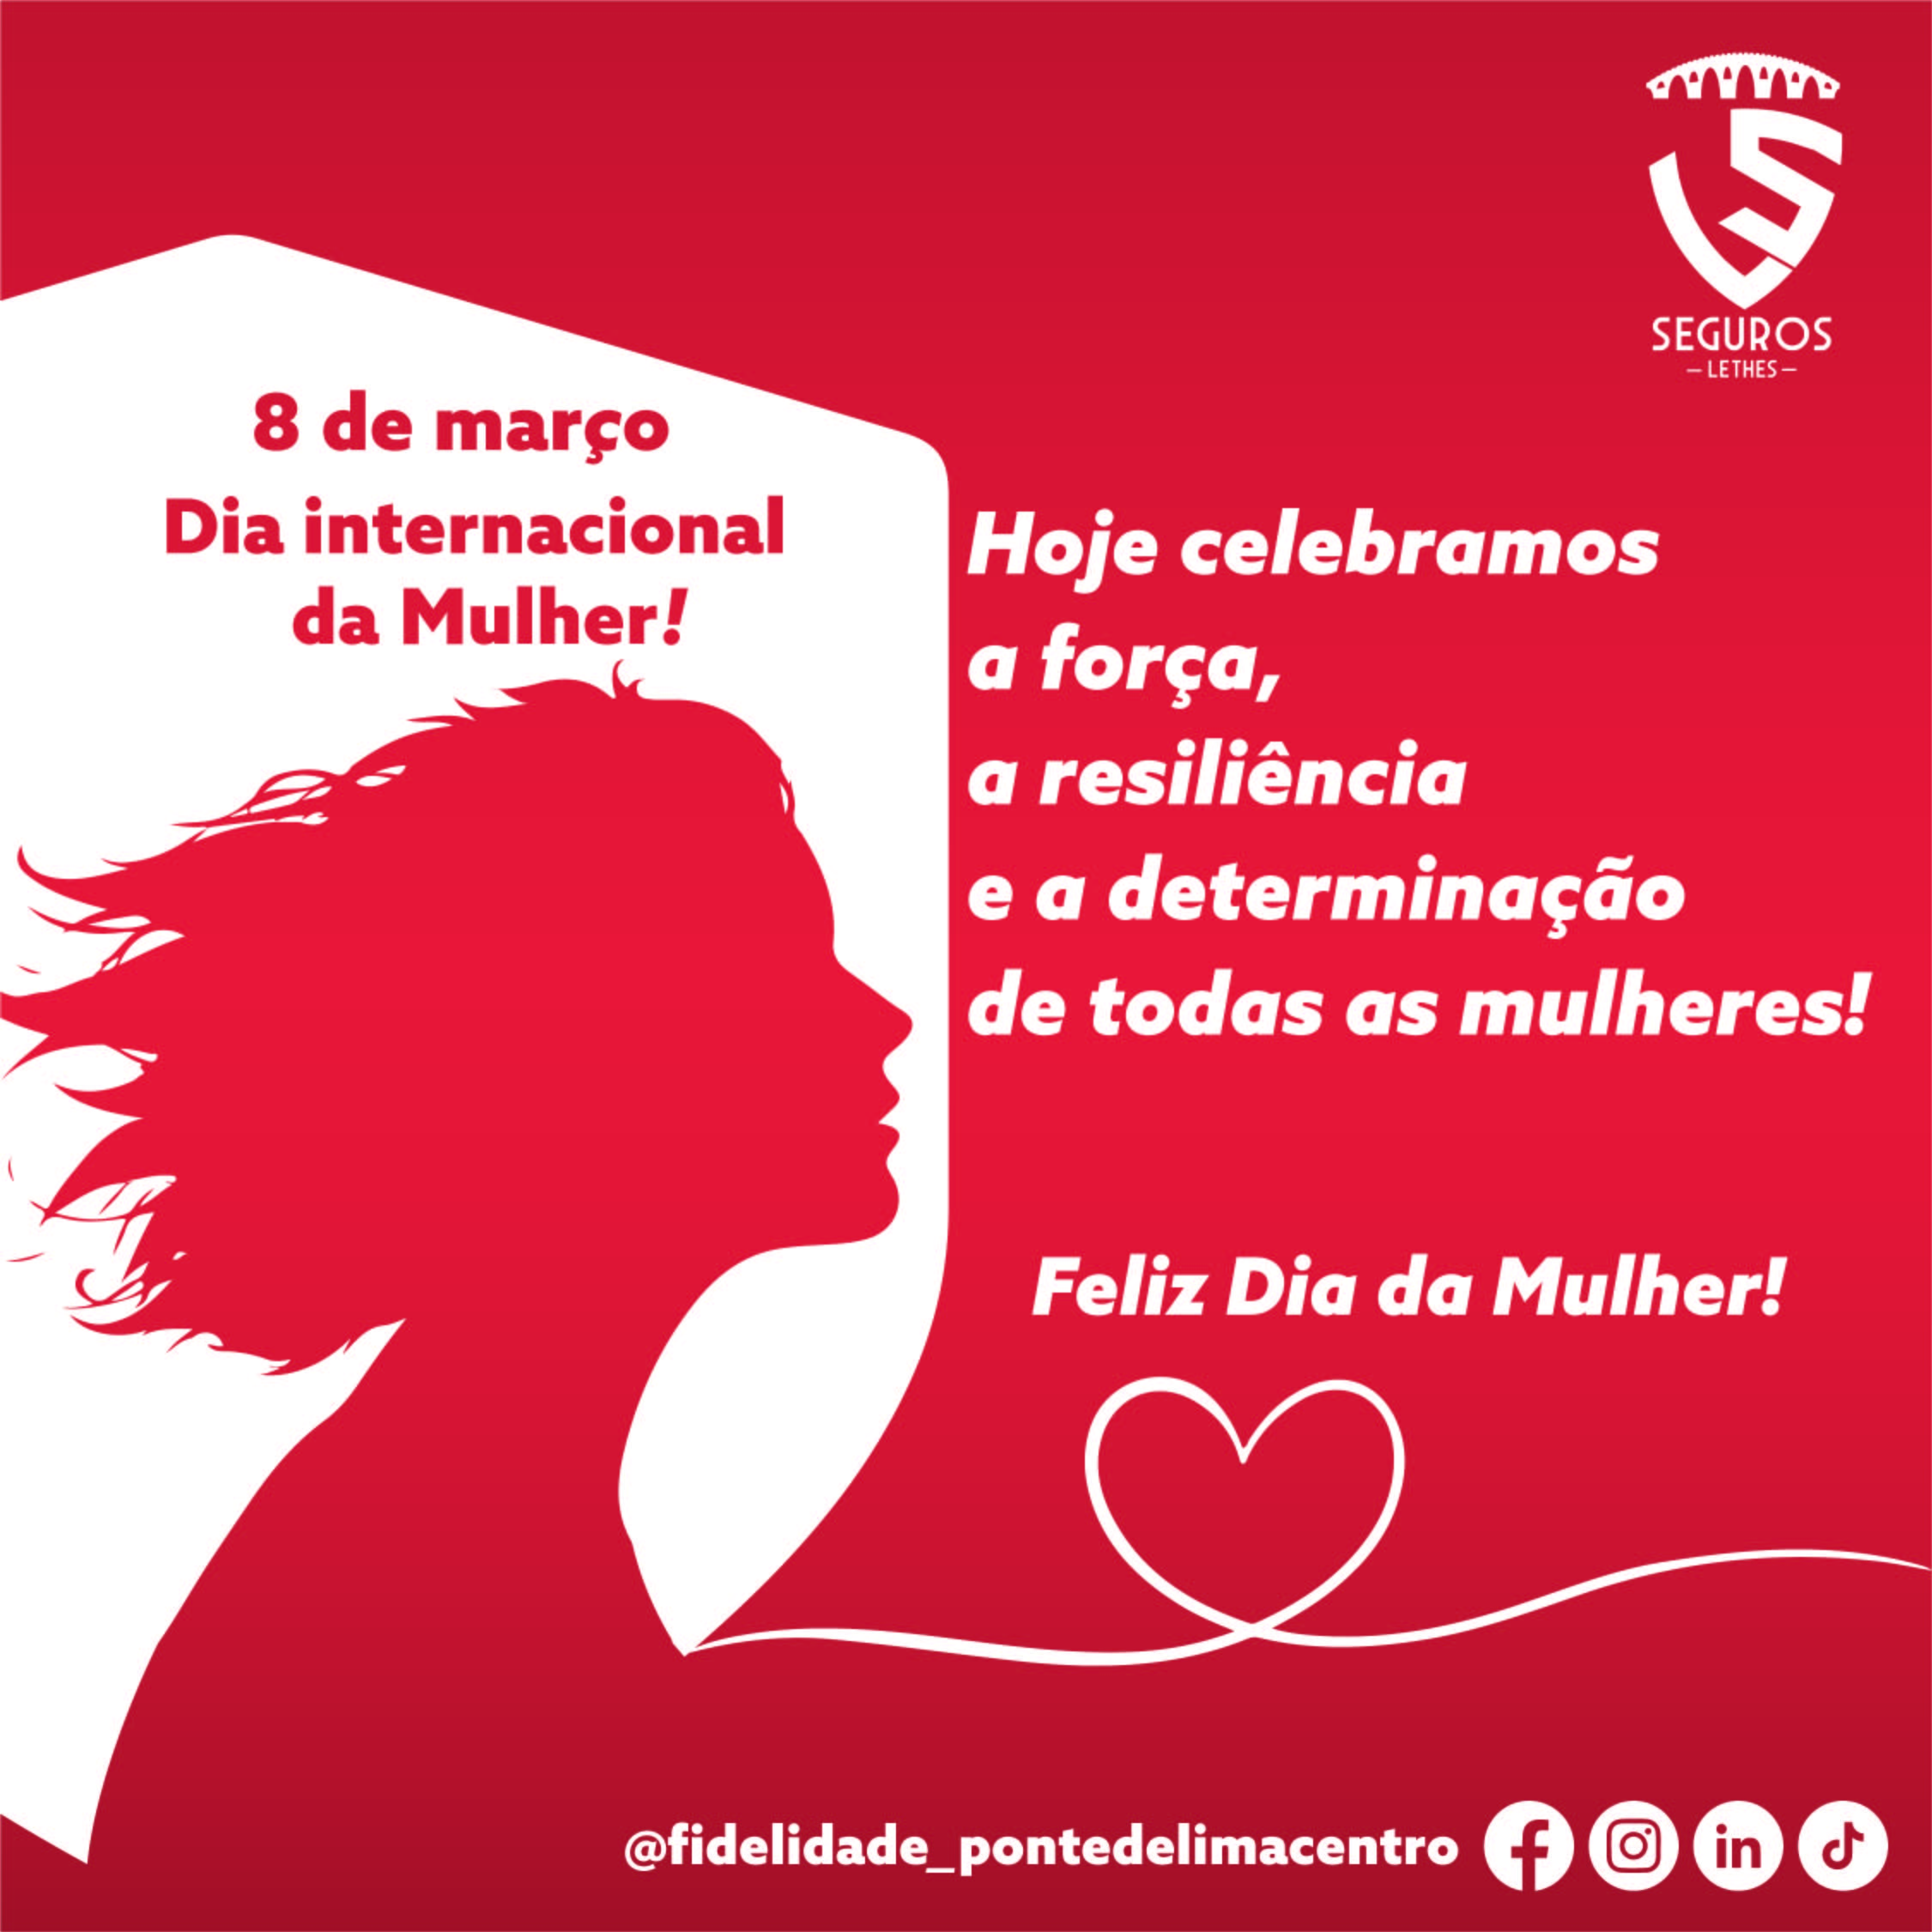 SEGUROS
LETHES
8 de março
Dia internacional
da Mulher!
Hoje celebramos
a força,
a resiliência
e a determinação
de todas as mulheres!
Feliz Dia da Mulher!
@fidelidade_pontedelimacentro